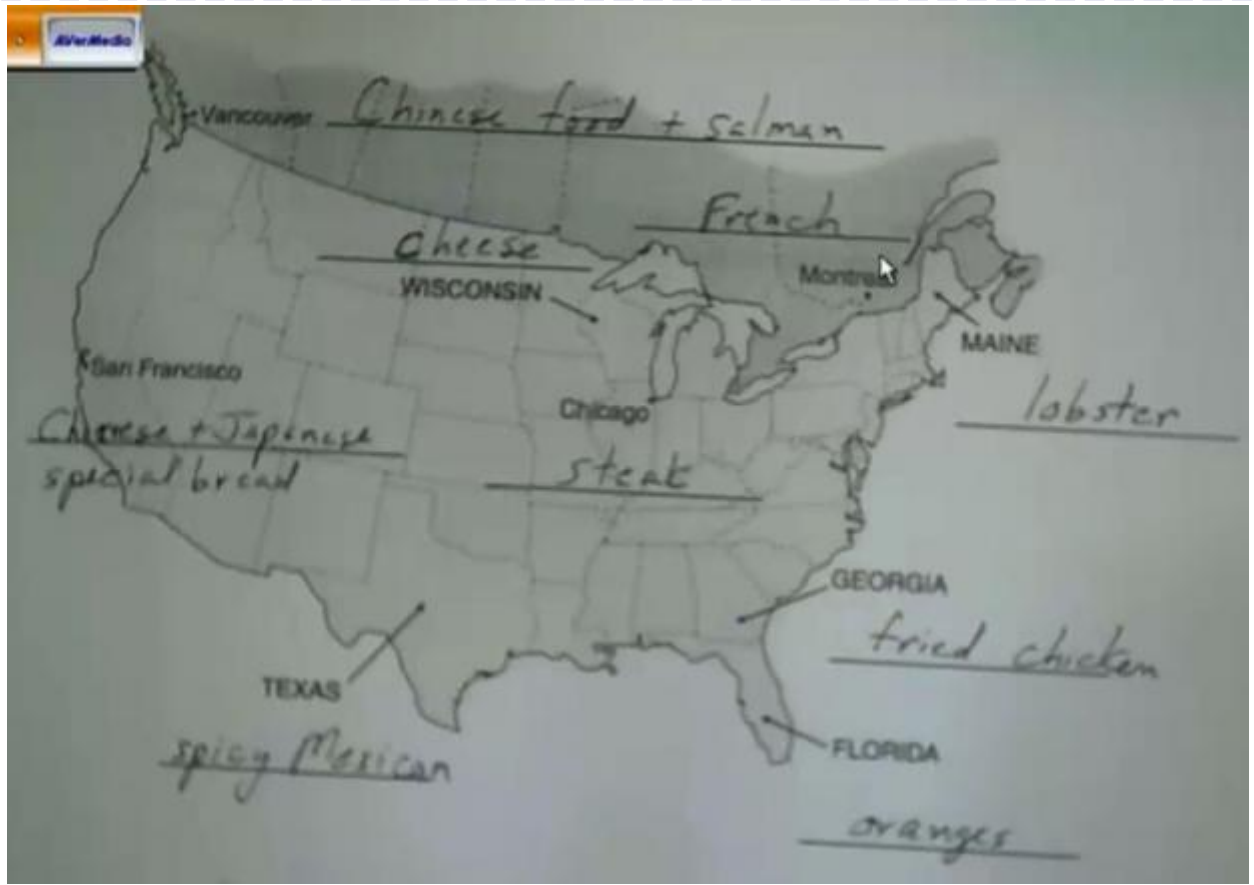 AVerMedia
Vancouver Chinese food + salman
French
cheese
Montreal
WISCONSIN
MAINE
San Francisco
Chicago
lobster
Chinese + Japanese
special bread
steak
GEORGIA
fried chicken
TEXAS
FLORIDA
spicy Mexican
oranges